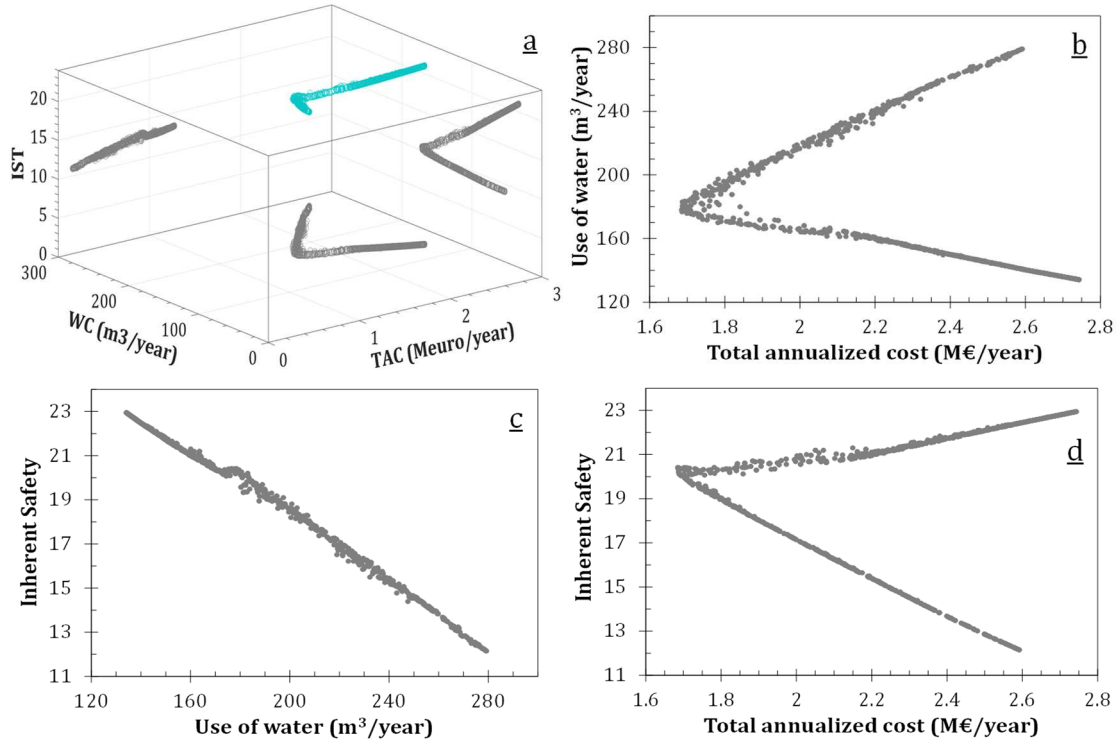 a
20
15
10
5
0
IST
300
200
100
0
WC (m3/year)
0
1
2
3
TAC (Meuro/year)
b
280
240
200
160
120
Use of water (m³/year)
1.6 1.8 2 2.2 2.4 2.6 2.8
Total annualized cost (M€/year)
c
23
21
19
17
15
13
11
Inherent Safety
120 160 200 240 280
Use of water (m³/year)
d
23
21
19
17
15
13
11
Inherent Safety
1.6 1.8 2 2.2 2.4 2.6 2.8
Total annualized cost (M€/year)